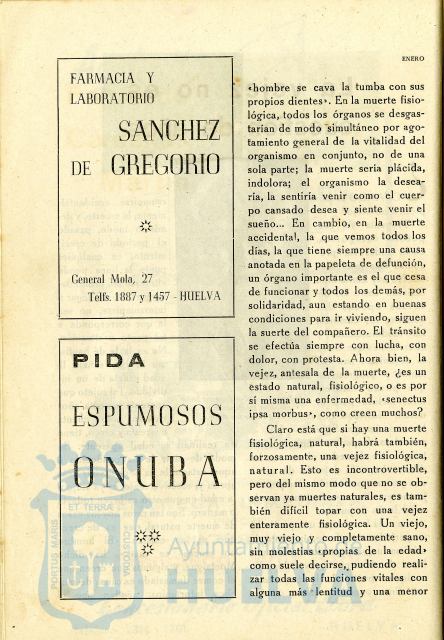 ENERO
FARMACIA Y
LABORATORIO
SANCHEZ
DE GREGORIO
General Mola, 27
Telfs. 1887 y 1457 - HUELVA
PIDA
ESPUMOSOS
ONUBA
«hombre se cava la tumba con sus
propios dientes». En la muerte fisio-
lógica, todos los órganos se desgas-
tarían de modo simultáneo por ago-
tamiento general de la vitalidad del
organismo en conjunto, no de una
sola parte; la muerte sería plácida,
indolora; el organismo la desea-
ría, la sentiría venir como el cuer-
po cansado desea y siente venir el
sueño... En cambio, en la muerte
accidental, la que vemos todos los
días, la que tiene siempre una causa
anotada en la papeleta de defunción,
un órgano importante es el que cesa
de funcionar y todos los demás, por
solidaridad, aun estando en buenas
condiciones para ir viviendo, siguen
la suerte del compañero. El tránsito
se efectúa siempre con lucha, con
dolor, con protesta. Ahora bien, la
vejez, antesala de la muerte, ¿es un
estado natural, fisiológico, o es por
sí misma una enfermedad, «senectus
ipsa morbus», como creen muchos?
Claro está que si hay una muerte
fisiológica, natural, habrá también,
forzosamente, una vejez fisiológica,
natural. Esto es incontrovertible,
pero del mismo modo que no se ob-
servan ya muertes naturales, es tam-
bién difícil topar con una vejez
enteramente fisiológica. Un viejo,
muy viejo y completamente sano,
sin molestias «propias de la edad»
como suele decirse, pudiendo reali-
zar todas las funciones vitales con
alguna más lentitud y una menor
PORTUS MARIS
ET TERRÆ
CUSTODIA
Ayuntamiento de
HUELVA